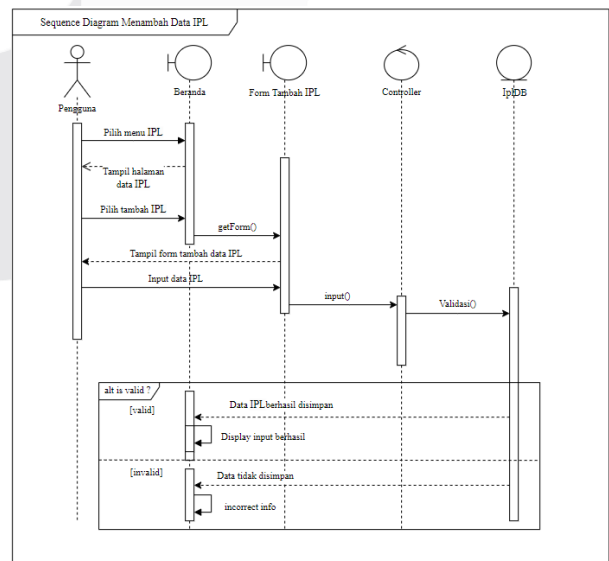 Sequence Diagram Menambah Data IPL
Pengguna
Beranda
Form Tambah IPL
Controller
IplDB
Pilih menu IPL
Tampil halaman
data IPL
Pilih tambah IPL
getForm()
Tampil form tambah data IPL
Input data IPL
input()
Validasi()
alt is valid ?
[valid]
Data IPL berhasil disimpan
Display input berhasil
[invalid]
Data tidak disimpan
incorrect info